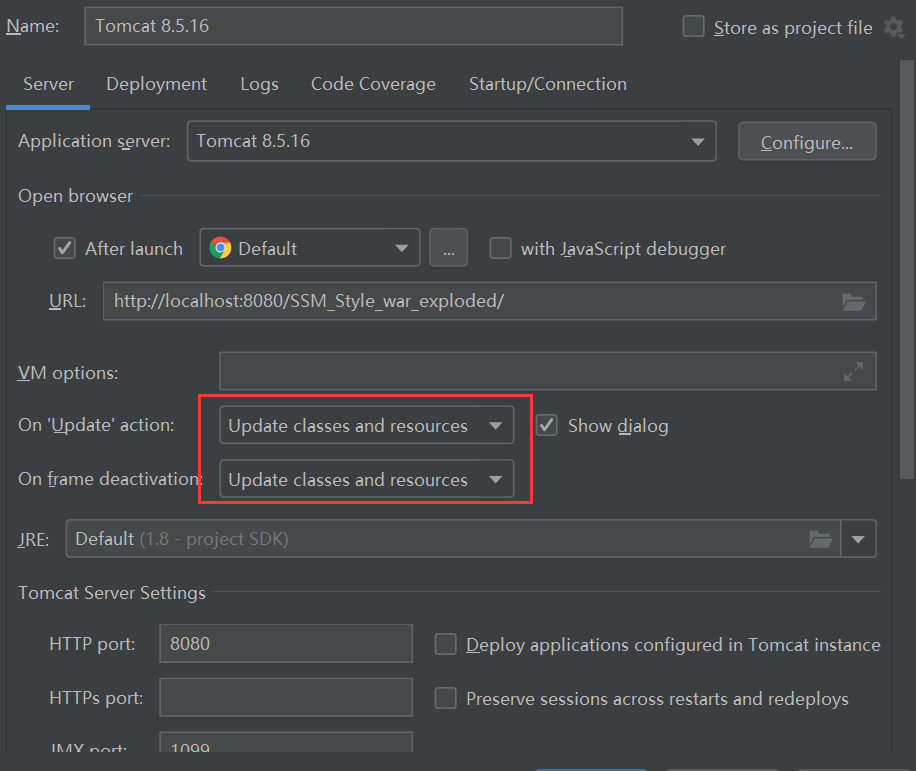 Name: Tomcat 8.5.16 Store as project file
Server Deployment Logs Code Coverage Startup/Connection
Application server: Tomcat 8.5.16 Configure...
Open browser
After launch Default ... with JavaScript debugger
URL: http://localhost:8080/SSM_Style_war_exploded/
VM options:
On 'Update' action: Update classes and resources Show dialog
On frame deactivation: Update classes and resources
JRE: Default (1.8 - project SDK)
Tomcat Server Settings
HTTP port: 8080 Deploy applications configured in Tomcat instance
HTTPs port: Preserve sessions across restarts and redeploys
JMX port: 1099